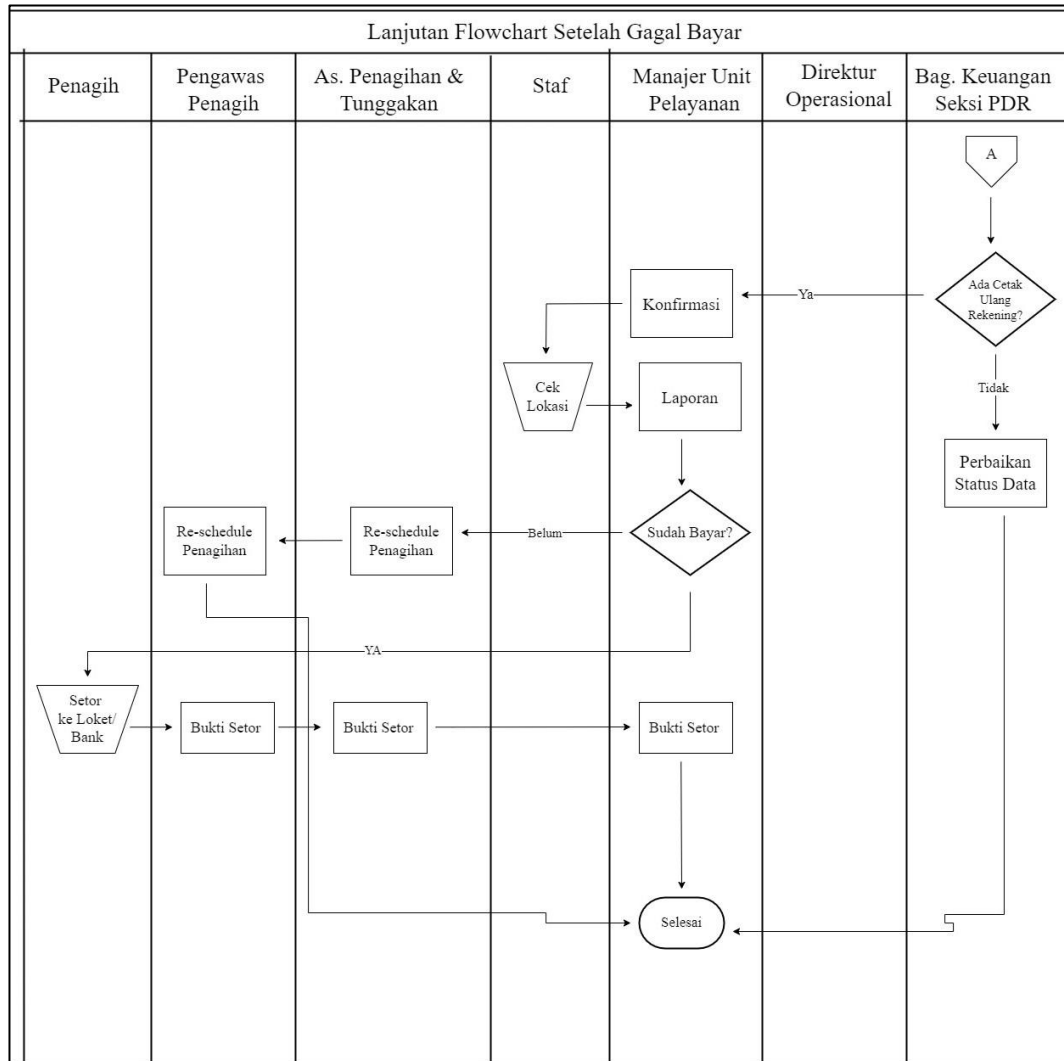 Lanjutan Flowchart Setelah Gagal Bayar
Penagih
Pengawas
Penagih
As. Penagihan &
Tunggakan
Staf
Manajer Unit
Pelayanan
Direktur
Operasional
Bag. Keuangan
Seksi PDR
A
Ada Cetak
Ulang
Rekening?
Ya
Konfirmasi
Cek
Lokasi
Laporan
Tidak
Perbaikan
Status Data
Sudah Bayar?
Belum
Re-schedule
Penagihan
Re-schedule
Penagihan
YA
Setor
ke Loket/
Bank
Bukti Setor
Bukti Setor
Bukti Setor
Selesai